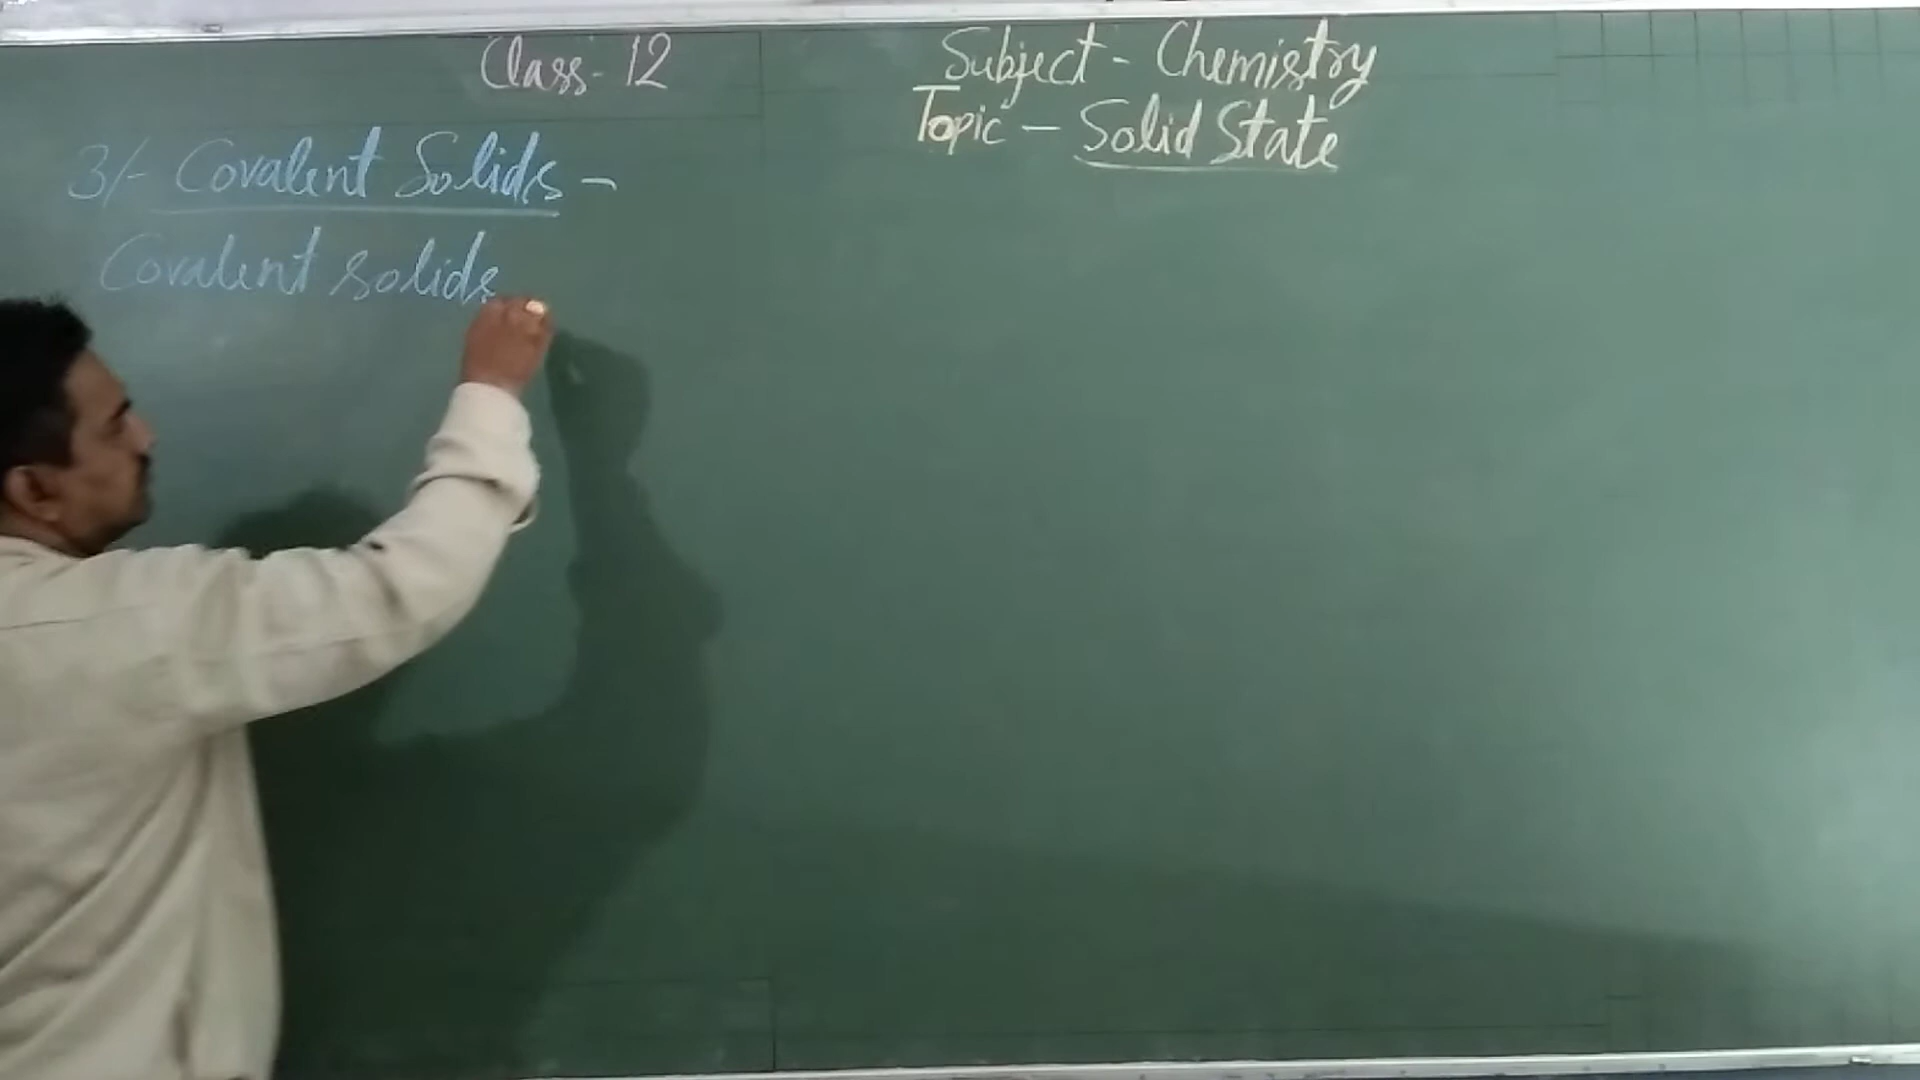 Class - 12
Subject - Chemistry
Topic - Solid State
3/- Covalent Solids -
Covalent solids